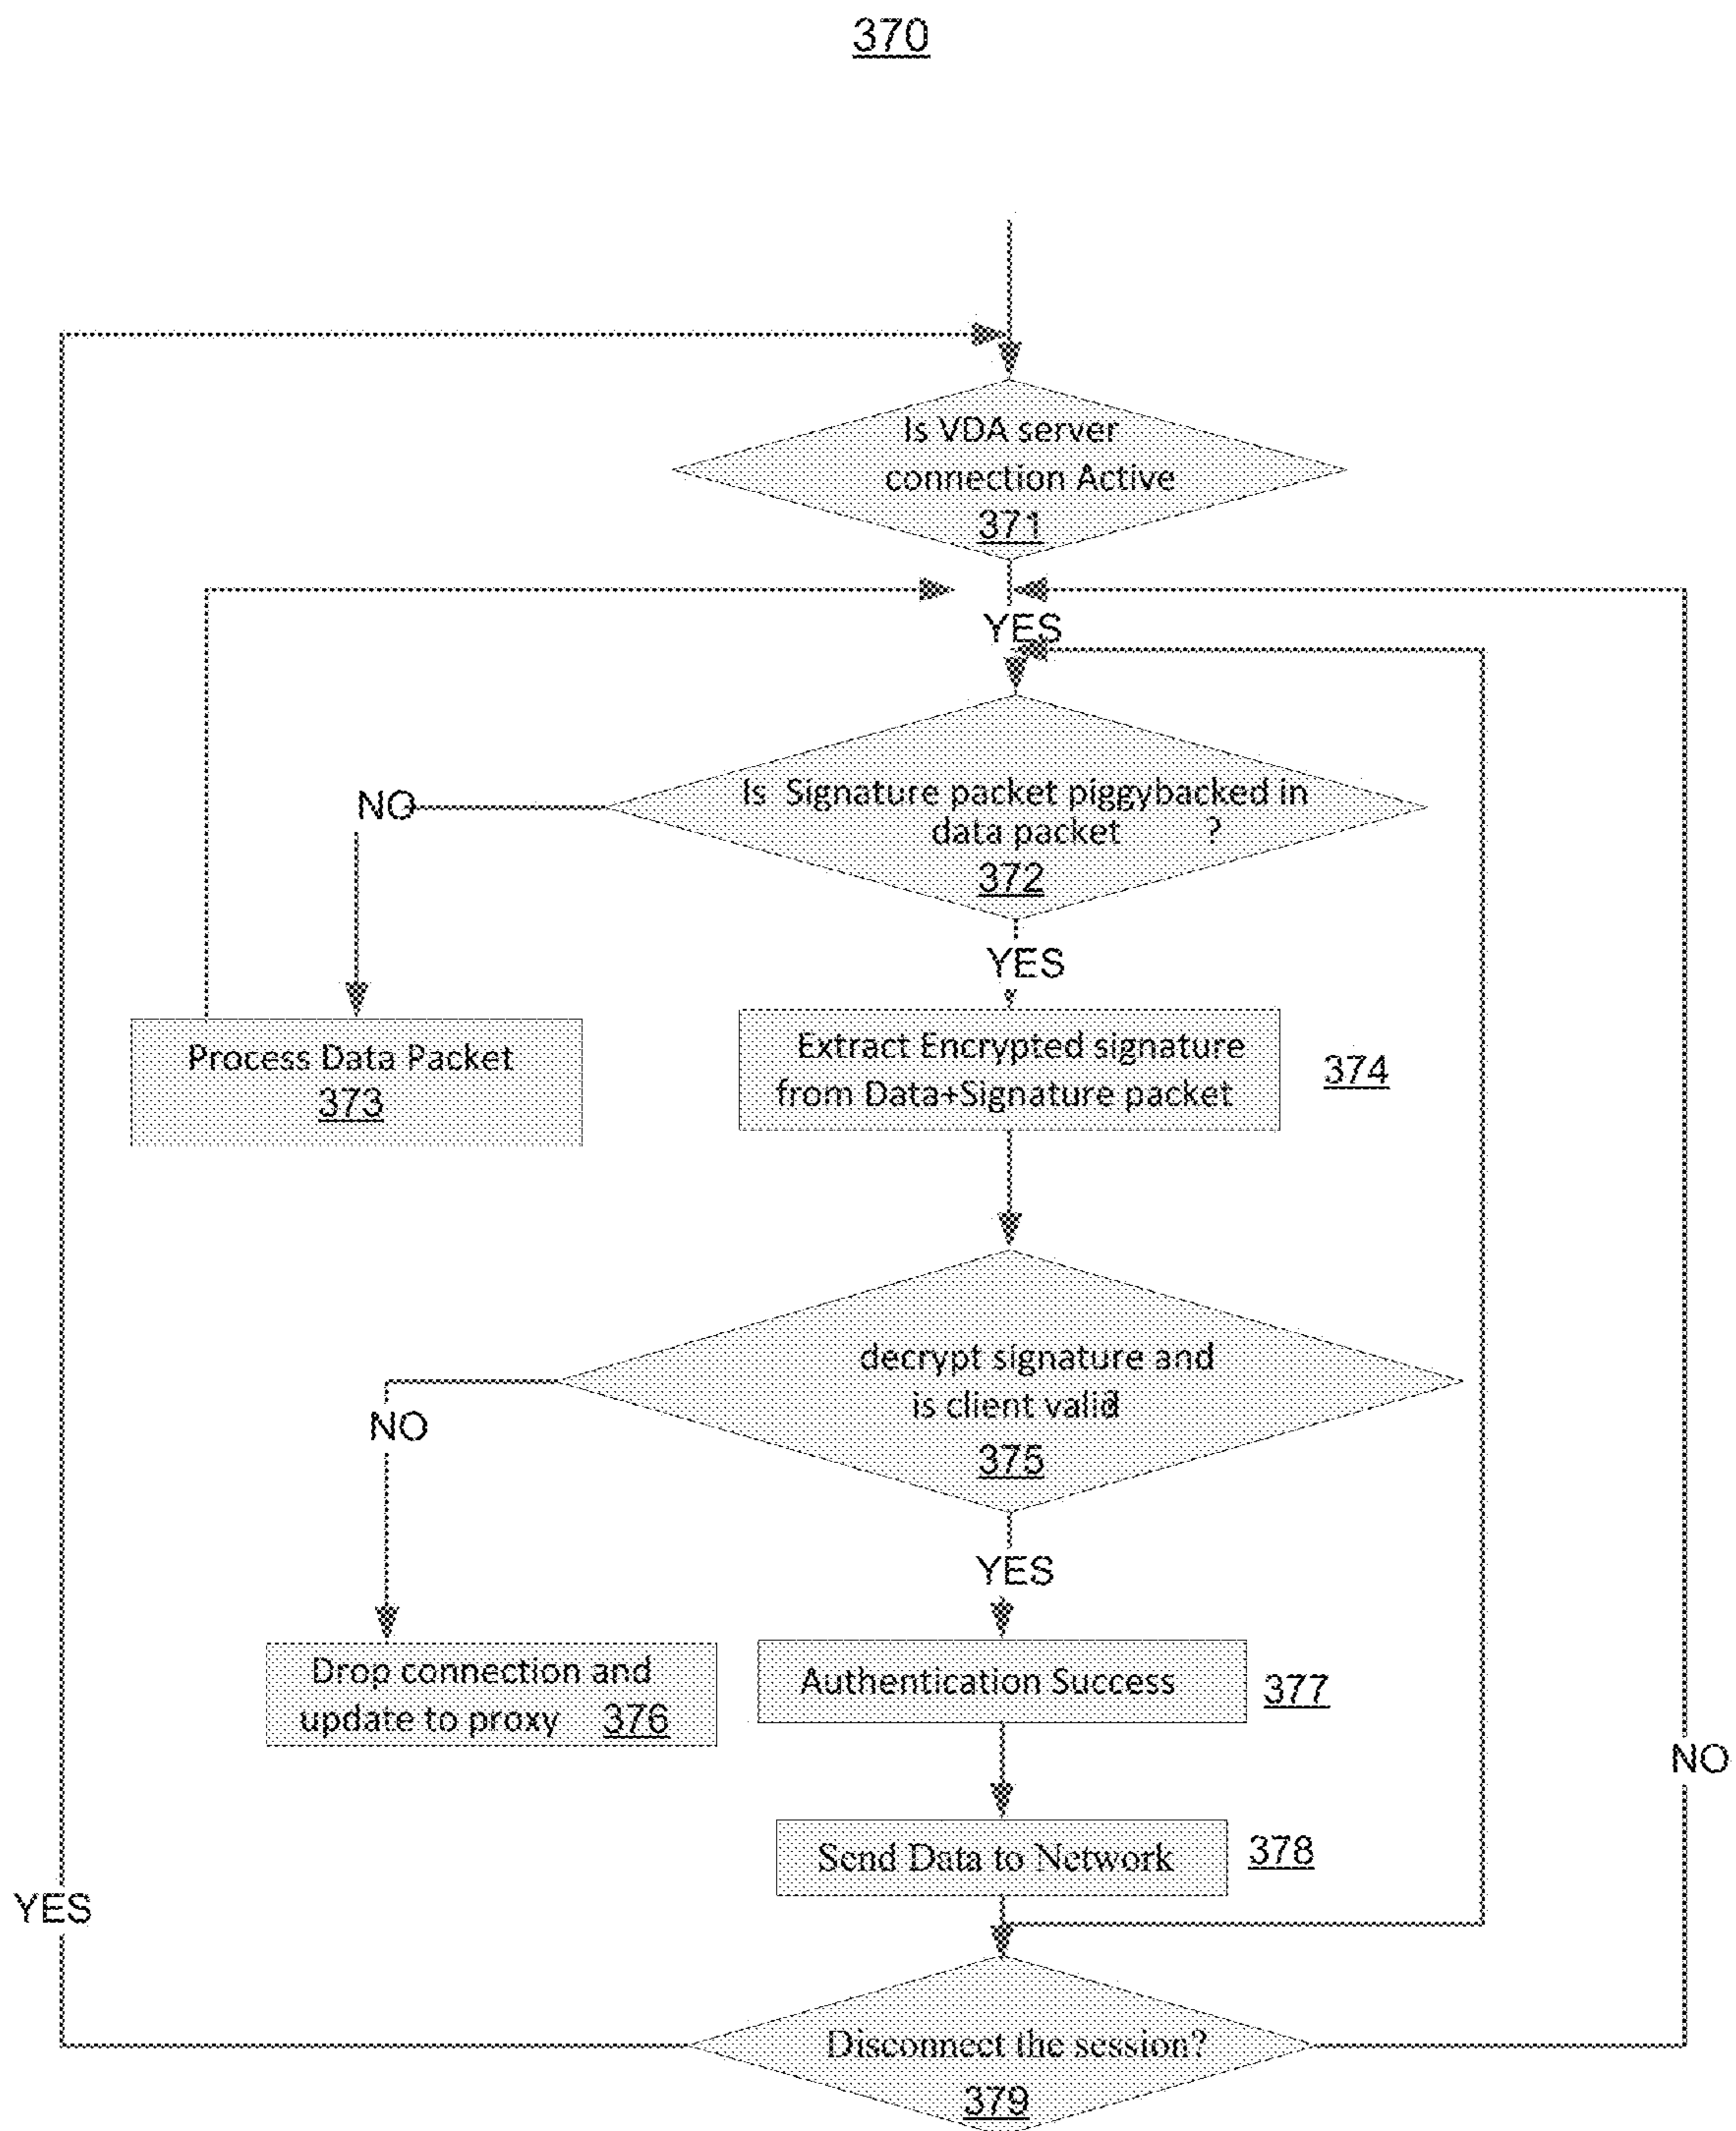 370
Is VDA server
connection Active
371
YES
Is Signature packet piggybacked in
data packet ?
372
NO
YES
Process Data Packet
373
Extract Encrypted signature
from Data+Signature packet
374
decrypt signature and
is client valid?
375
NO
YES
Drop connection and
update to proxy 376
Authentication Success
377
NO
Send Data to Network
378
YES
Disconnect the session?
379